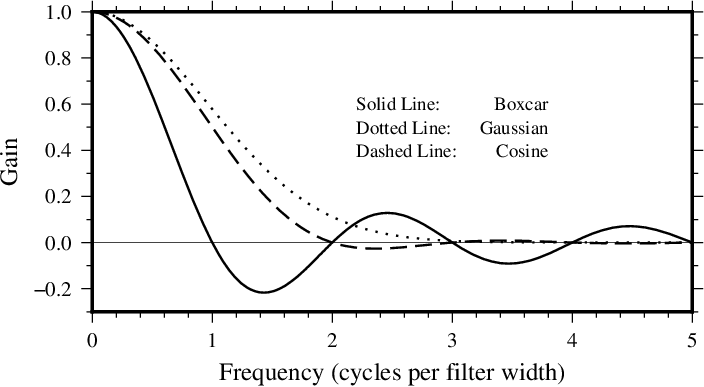 1.0
0.8
0.6
0.4
0.2
0.0
−0.2
Gain
Solid Line: Boxcar
Dotted Line: Gaussian
Dashed Line: Cosine
0 1 2 3 4 5
Frequency (cycles per filter width)